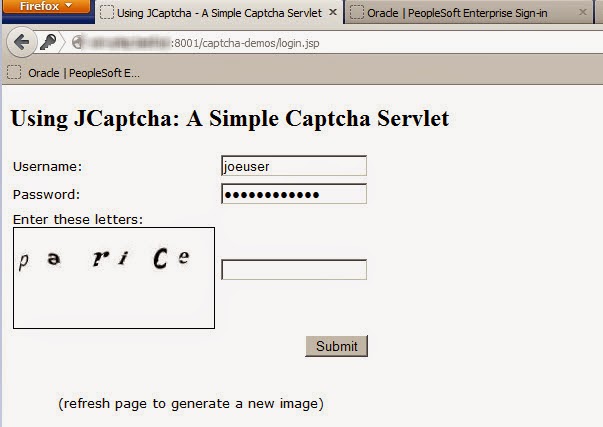 Firefox
Using JCaptcha - A Simple Captcha Servlet
Oracle | PeopleSoft Enterprise Sign-in
:8001/captcha-demos/login.jsp
Oracle | PeopleSoft E...
Using JCaptcha: A Simple Captcha Servlet
Username: joeuser
Password: ••••••••••••
Enter these letters:
p a r i C e
Submit
(refresh page to generate a new image)